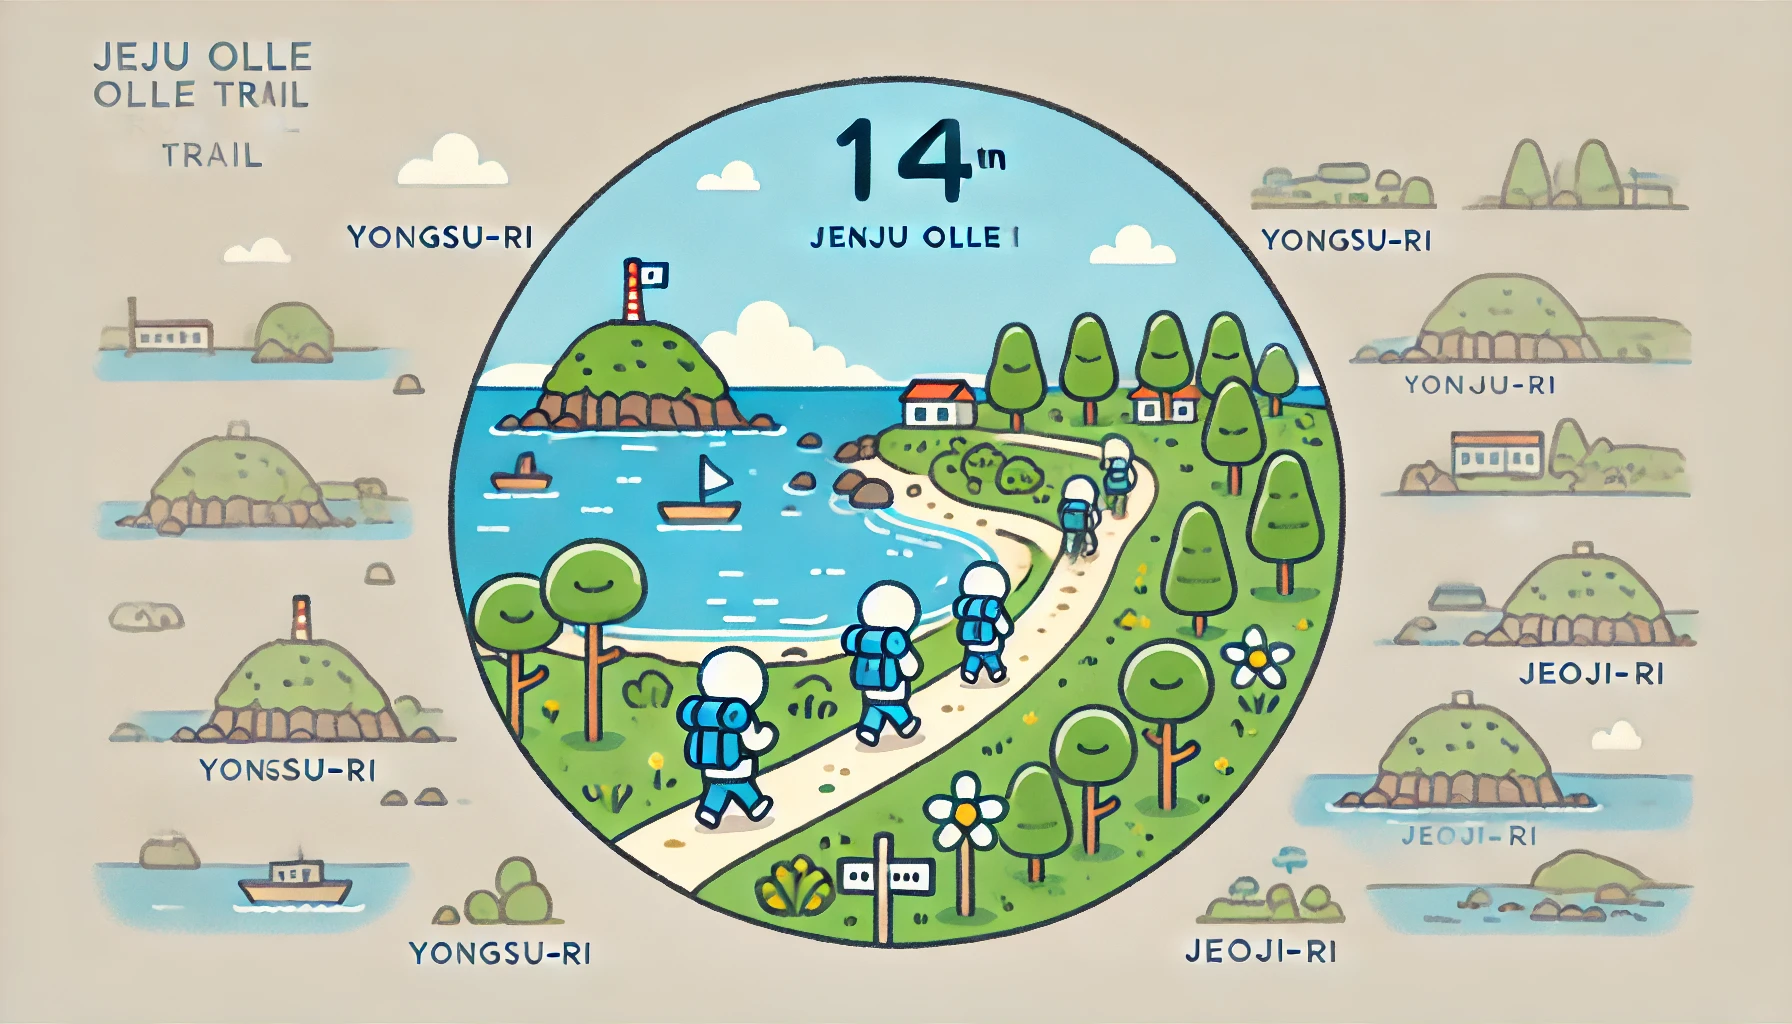 JEJU OLLE
OLLE TRAIL
TRAIL
14th
JENJU OLLE I
YONGSU-RI
YONGSU-RI
YONJU-RI
JEOJI-RI
YONSSU-RI
JEOJI-RI
YONGSU-RI
JEOJI-RI